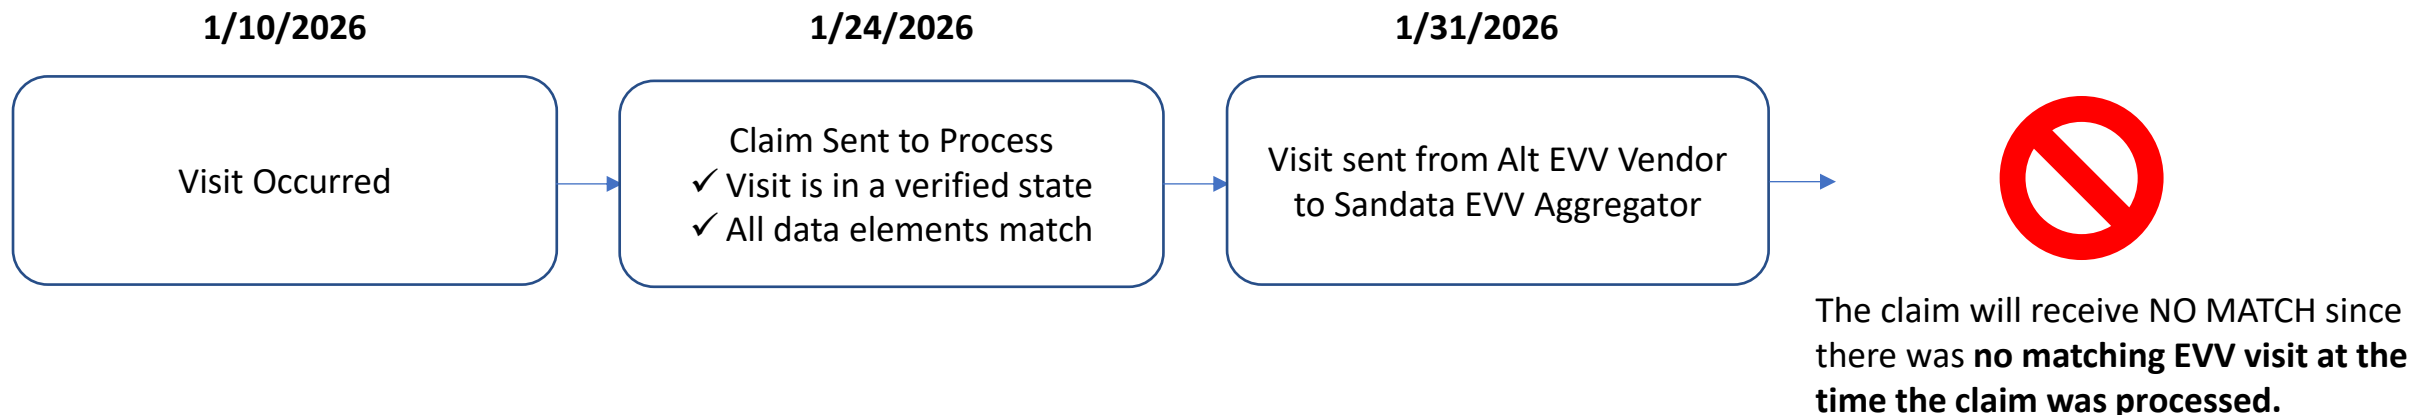 1/10/2026
1/24/2026
1/31/2026
Visit Occurred
Claim Sent to Process
✓ Visit is in a verified state
✓ All data elements match
Visit sent from Alt EVV Vendor
to Sandata EVV Aggregator
The claim will receive NO MATCH since
there was no matching EVV visit at the
time the claim was processed.